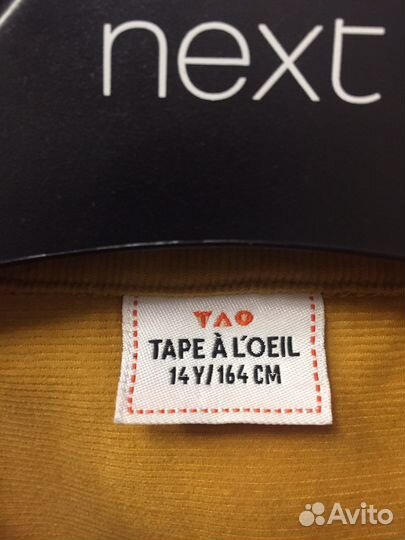 next
TAO
TAPE À L'OEIL
14Y/164 CM
Avito